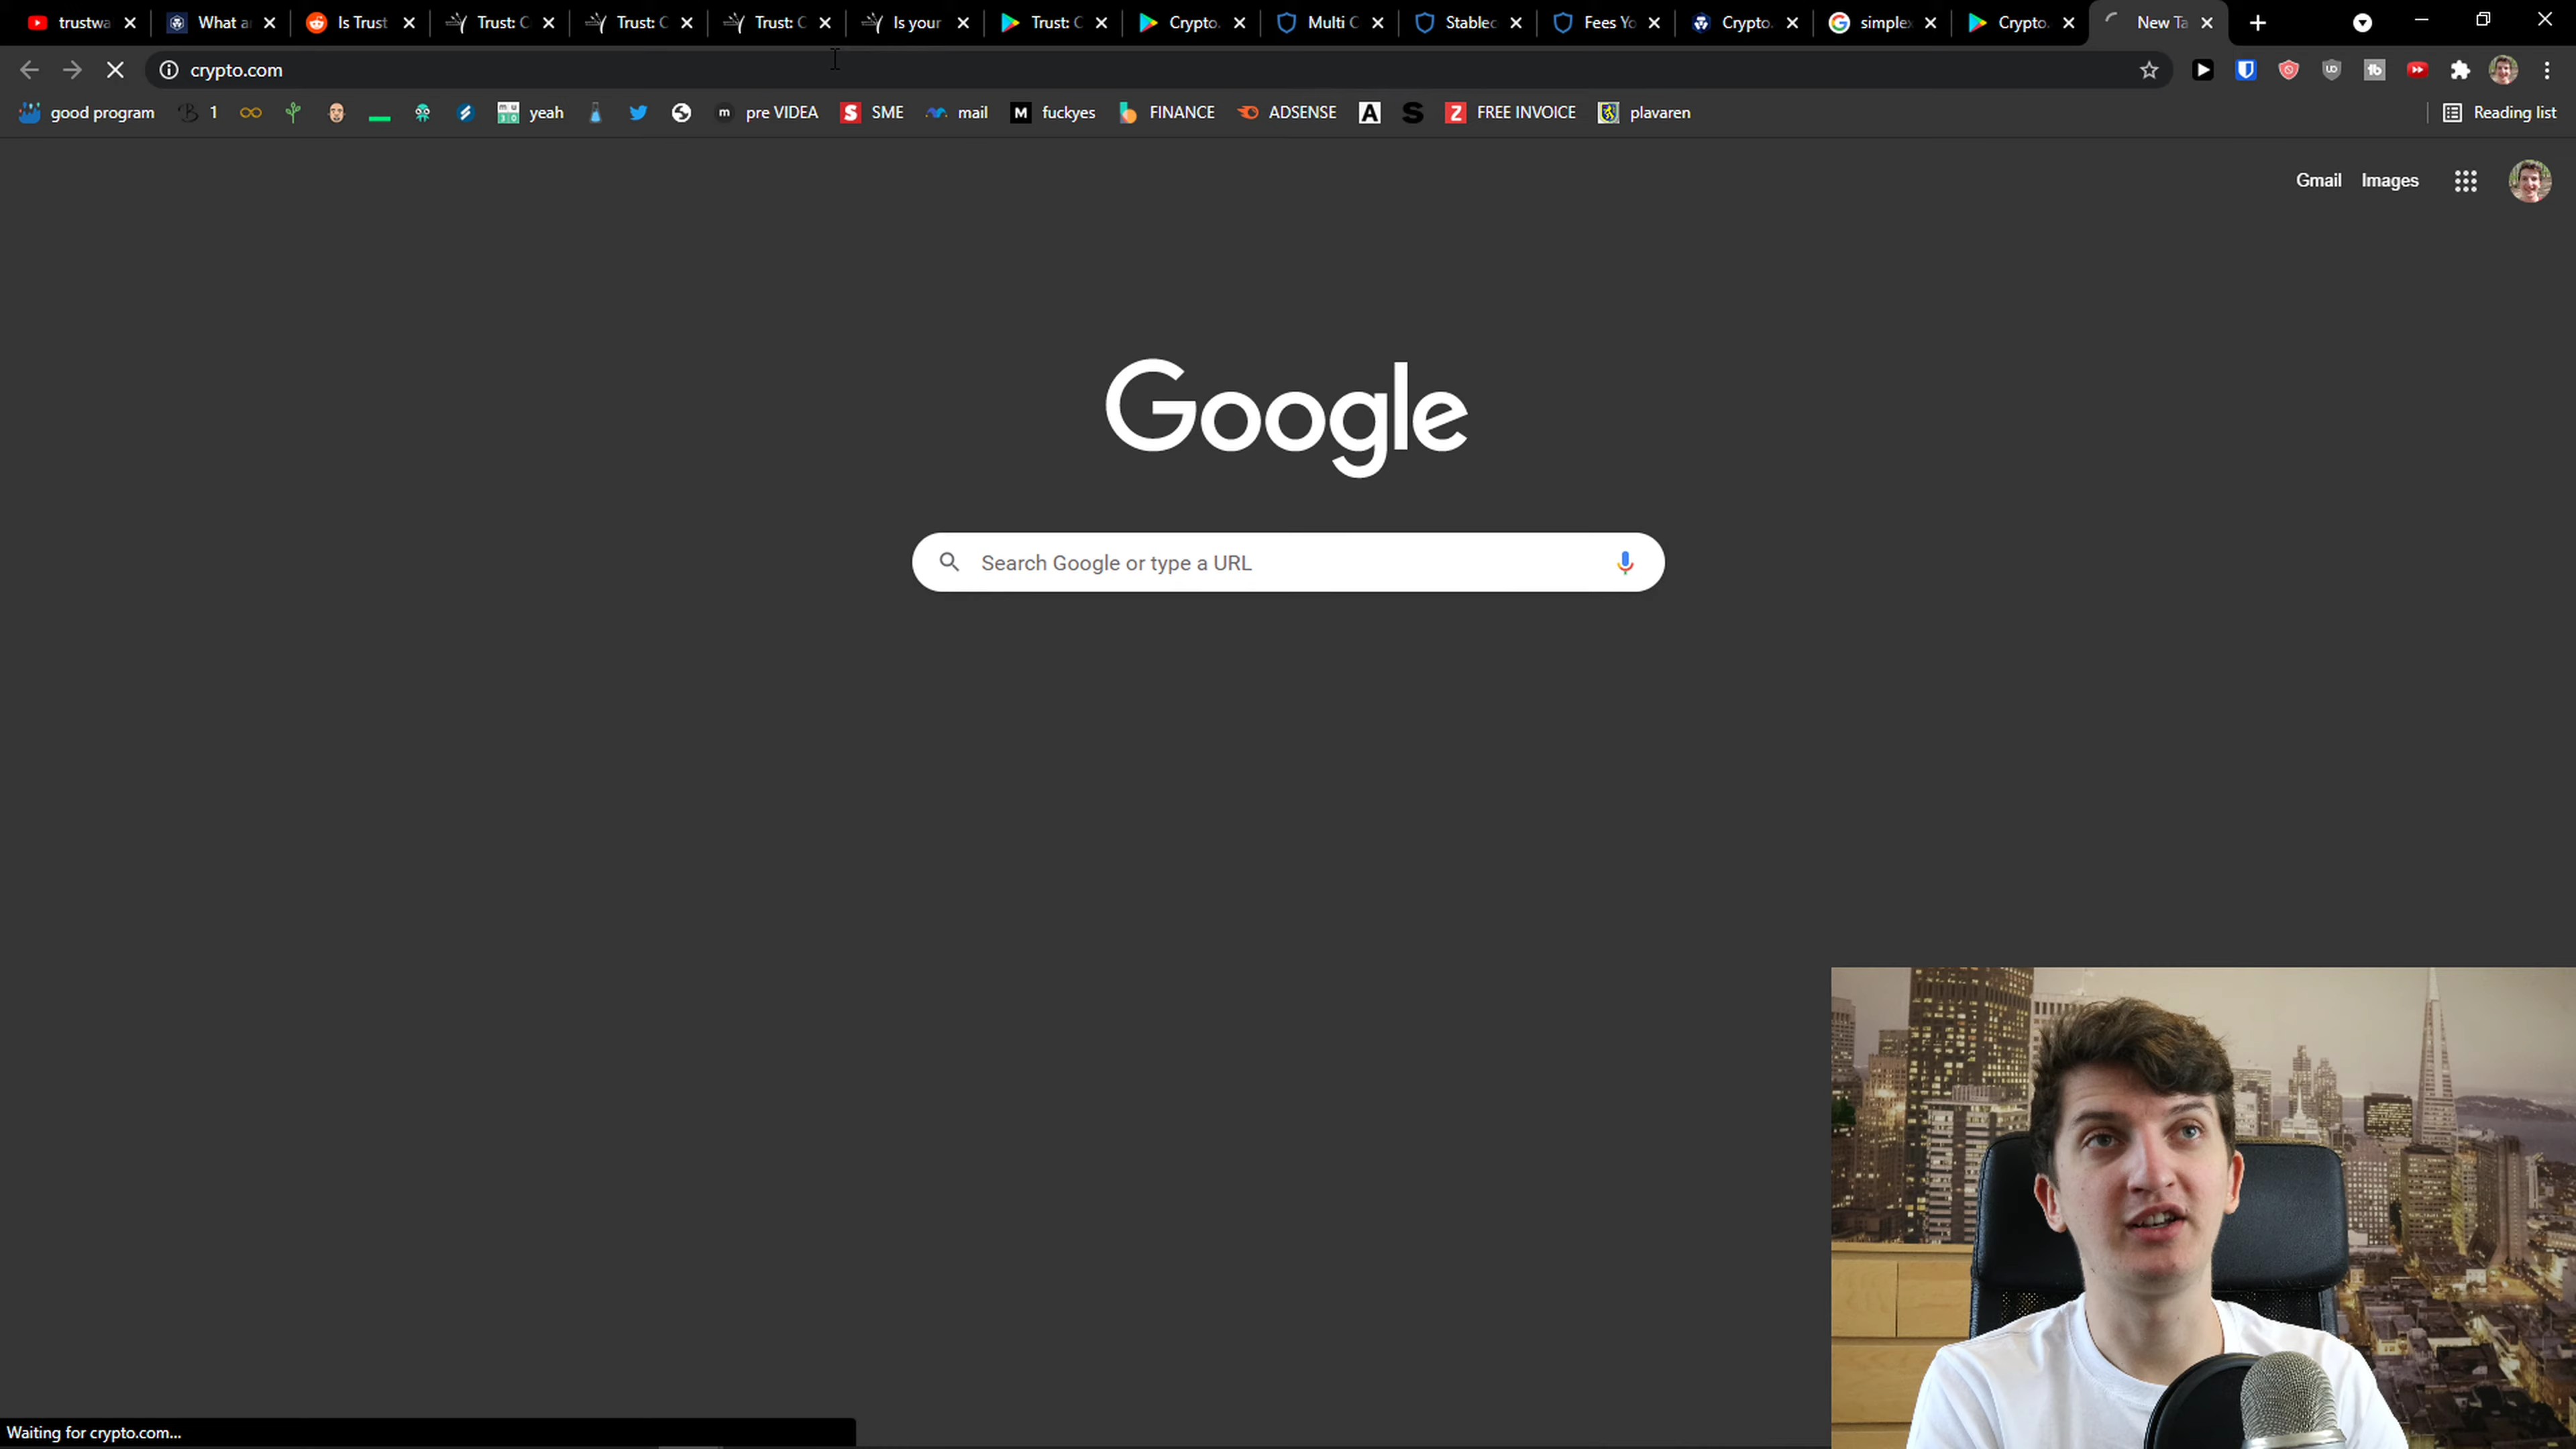 trustwa What a Is Trust Trust: C Trust: C Trust: C Is your Trust: C Crypto. Multi C Stablec Fees Yo Crypto. simplex Crypto. New Ta
crypto.com
good program 1 yeah pre VIDEA SME mail fuckyes FINANCE ADSENSE FREE INVOICE plavaren Reading list
Gmail Images
Google
Search Google or type a URL
Waiting for crypto.com...